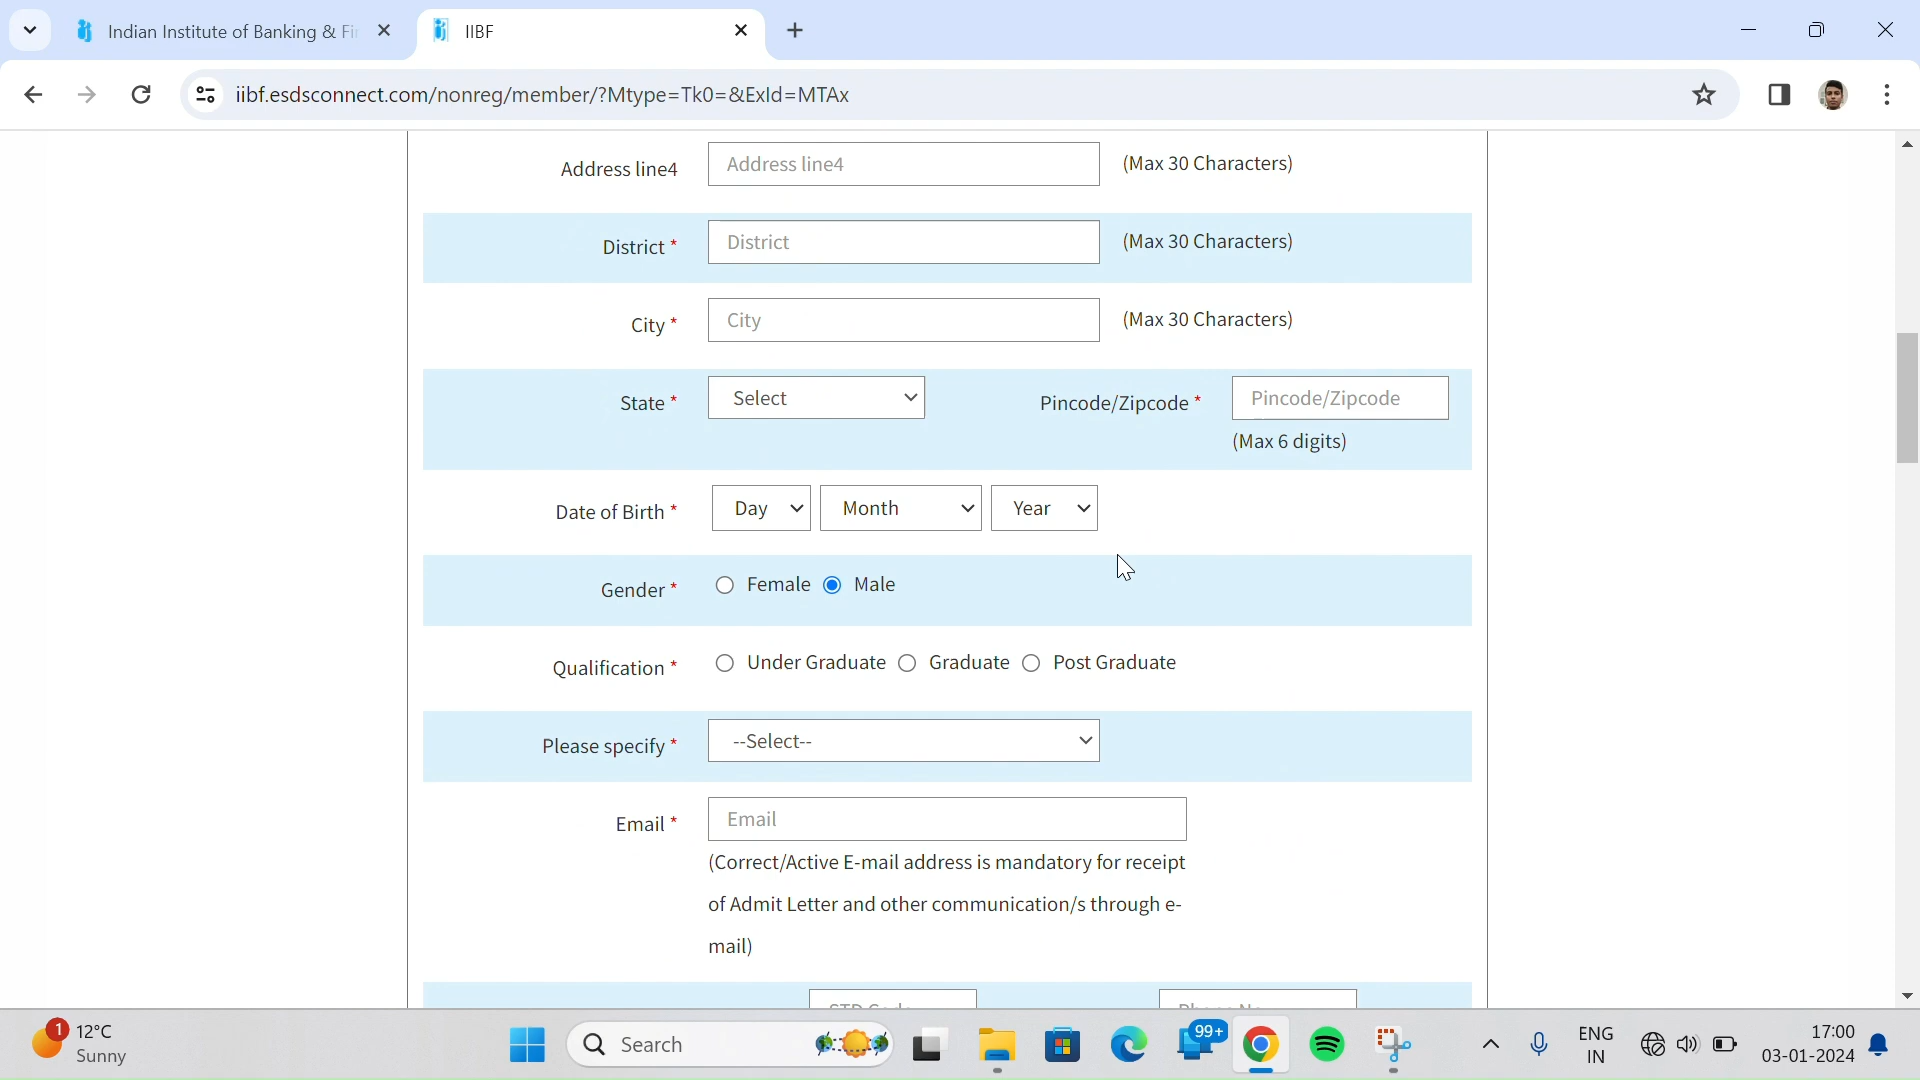 Indian Institute of Banking & Fi
IIBF
iibf.esdsconnect.com/nonreg/member/?Mtype=Tk0=&ExId=MTAx
Address line4 Address line4 (Max 30 Characters)
District * District (Max 30 Characters)
City * City (Max 30 Characters)
State * Select Pincode/Zipcode * Pincode/Zipcode
(Max 6 digits)
Date of Birth * Day Month Year
Gender * Female Male
Qualification * Under Graduate Graduate Post Graduate
Please specify * --Select--
Email * Email
(Correct/Active E-mail address is mandatory for receipt
of Admit Letter and other communication/s through e-
mail)
1 12°C
Sunny
Search
99+
ENG
IN
17:00
03-01-2024